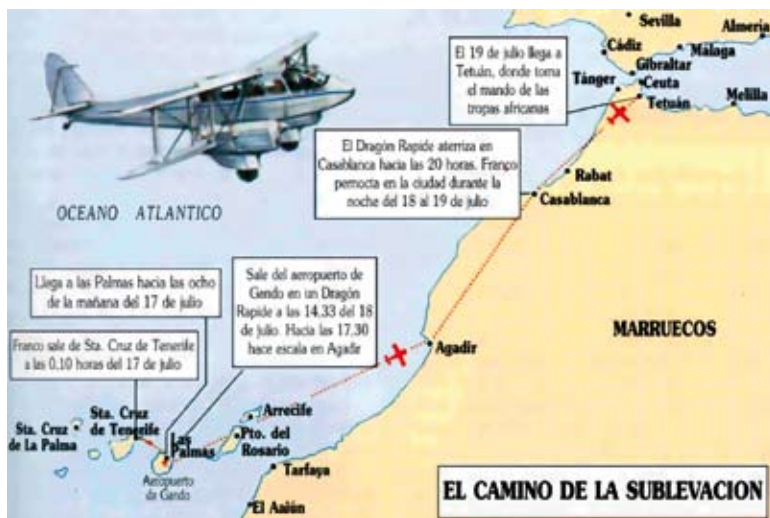 Sevilla
Almería
Cádiz
Málaga
Gibraltar
Tánger
Ceuta
Tetuán
Melilla
El 19 de julio llega a
Tetuán, donde toma
el mando de las
tropas africanas
El Dragón Rapide aterriza en
Casablanca hacia las 20 horas. Franco
pernocta en la ciudad durante la
noche del 18 al 19 de julio
Rabat
Casablanca
OCEANO ATLANTICO
Llega a las Palmas hacia las ocho
de la mañana del 17 de julio
Sale del aeropuerto de
Gando en un Dragón
Rapide a las 14,33 del 18
de julio. Hacia las 17.30
hace escala en Agadir
Franco sale de Sta. Cruz de Tenerife
a las 0,10 horas del 17 de julio
Agadir
MARRUECOS
Sta. Cruz
de La Palma
Sta. Cruz
de Tenerife
Las
Palmas
Aeropuerto
de Gando
Arrecife
Pto. del
Rosario
Tarfaya
El Aaiún
EL CAMINO DE LA SUBLEVACION